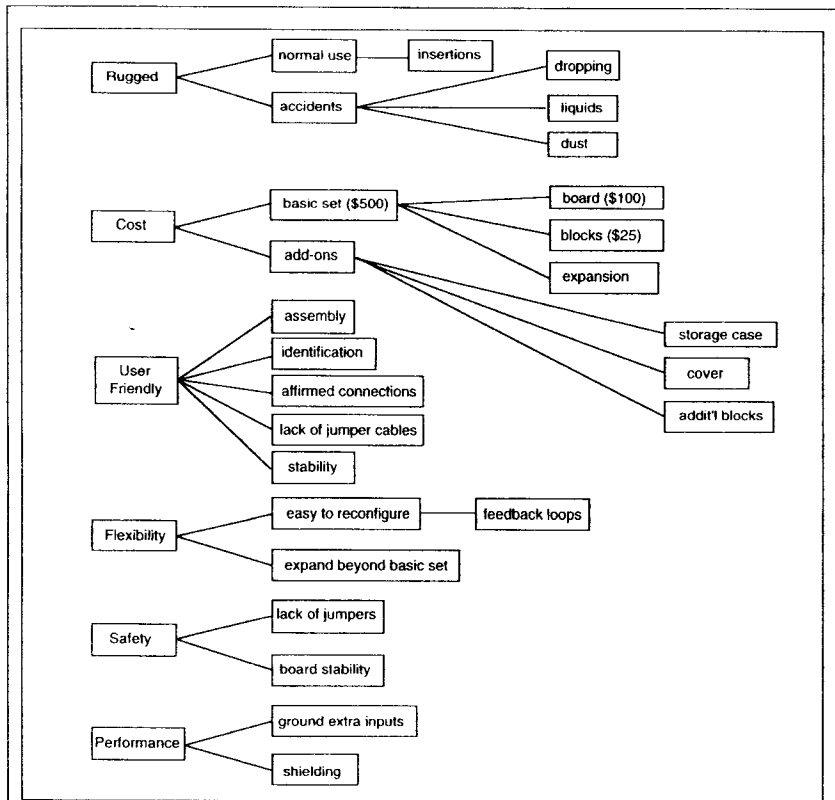 Rugged
normal use
insertions
accidents
dropping
liquids
dust
Cost
basic set ($500)
board ($100)
blocks ($25)
expansion
add-ons
storage case
cover
addit'l blocks
User
Friendly
assembly
identification
affirmed connections
lack of jumper cables
stability
Flexibility
easy to reconfigure
feedback loops
expand beyond basic set
Safety
lack of jumpers
board stability
Performance
ground extra inputs
shielding